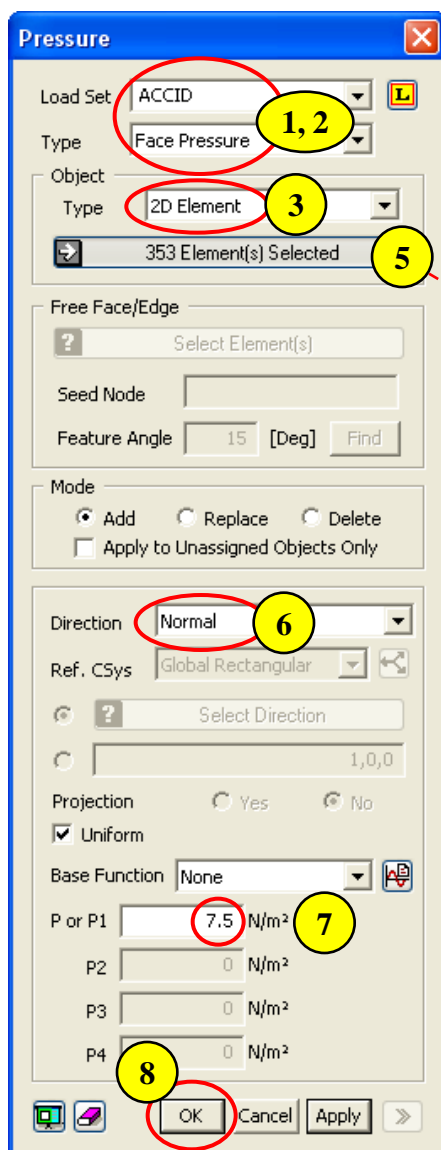 Pressure
Load Set ACCID L
1, 2
Type Face Pressure
Object
Type 2D Element 3
353 Element(s) Selected 5
Free Face/Edge
? Select Element(s)
Seed Node
Feature Angle 15 [Deg] Find
Mode
Add Replace Delete
Apply to Unassigned Objects Only
Direction Normal 6
Ref. CSys Global Rectangular
? Select Direction
1,0,0
Projection Yes No
Uniform
Base Function None
P or P1 7.5 N/m² 7
P2 0 N/m²
P3 0 N/m²
P4 0 N/m²
8
OK Cancel Apply >>